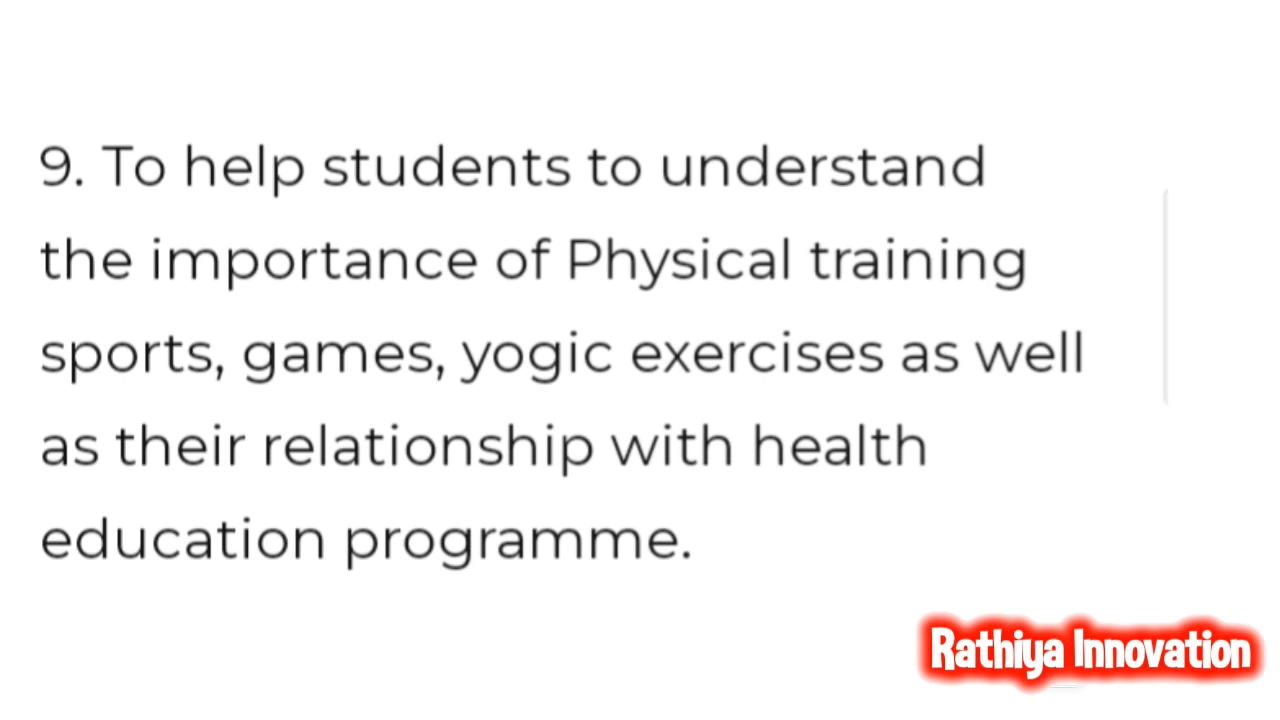 9. To help students to understand
the importance of Physical training
sports, games, yogic exercises as well
as their relationship with health
education programme.
Rathiya Innovation